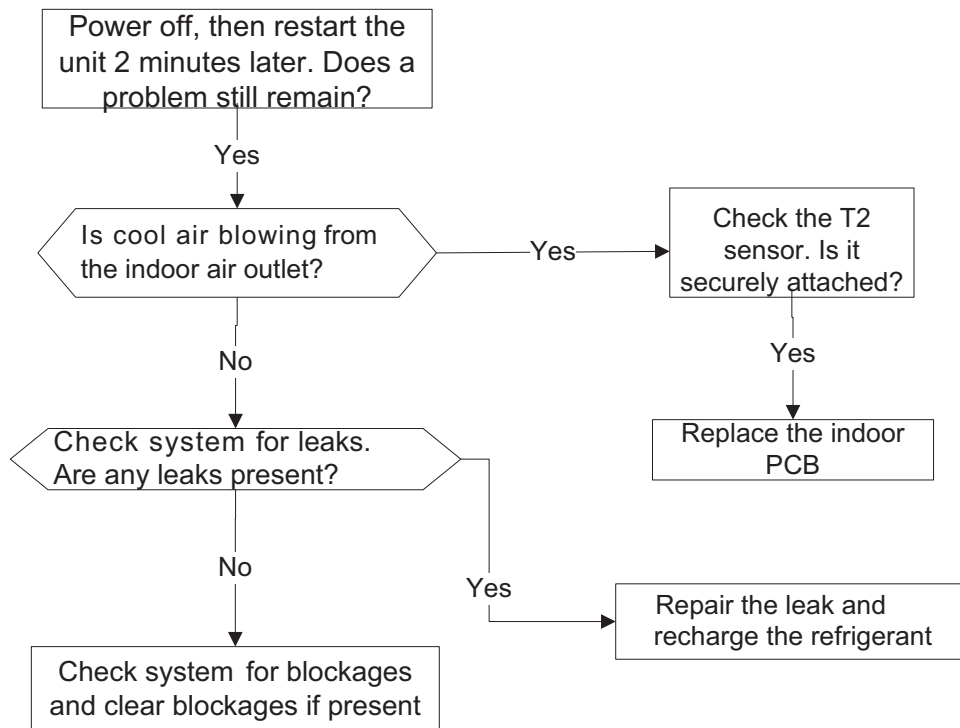 Power off, then restart the
unit 2 minutes later. Does a
problem still remain?
Yes
Is cool air blowing from
the indoor air outlet?
Yes
Check the T2
sensor. Is it
securely attached?
Yes
Replace the indoor
PCB
No
Check system for leaks.
Are any leaks present?
No
Yes
Repair the leak and
recharge the refrigerant
Check system for blockages
and clear blockages if present